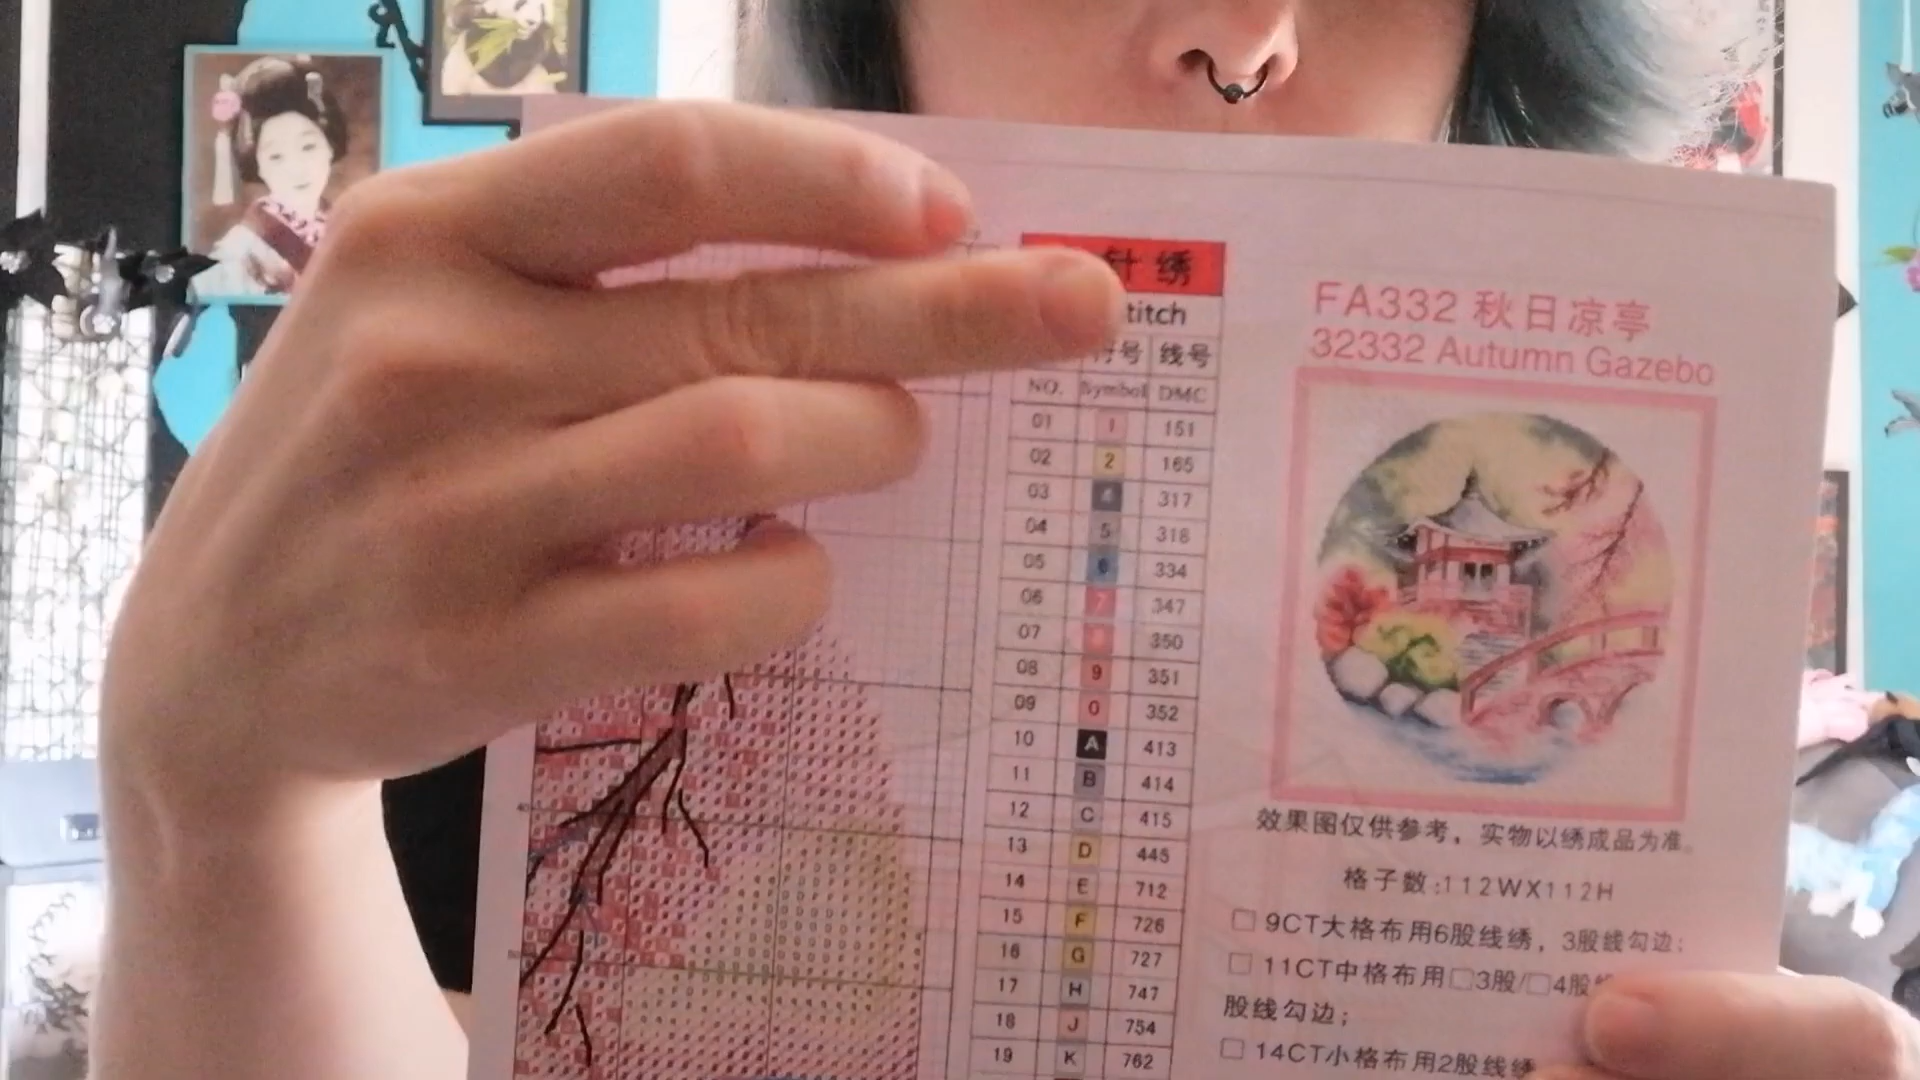 针绣
titch
符号 线号
NO. Symbol DMC
01 1 151
02 2 165
03 4 317
04 5 318
05 6 334
06 7 347
07 8 350
08 9 351
09 0 352
10 A 413
11 B 414
12 C 415
13 D 445
14 E 712
15 F 726
16 G 727
17 H 747
18 J 754
19 K 762
FA332 秋日凉亭
32332 Autumn Gazebo
效果图仅供参考，实物以绣成品为准。
格子数:112WX112H
□ 9CT大格布用6股线绣，3股线勾边;
□ 11CT中格布用□3股/□4股
股线勾边;
□ 14CT小格布用2股线绣